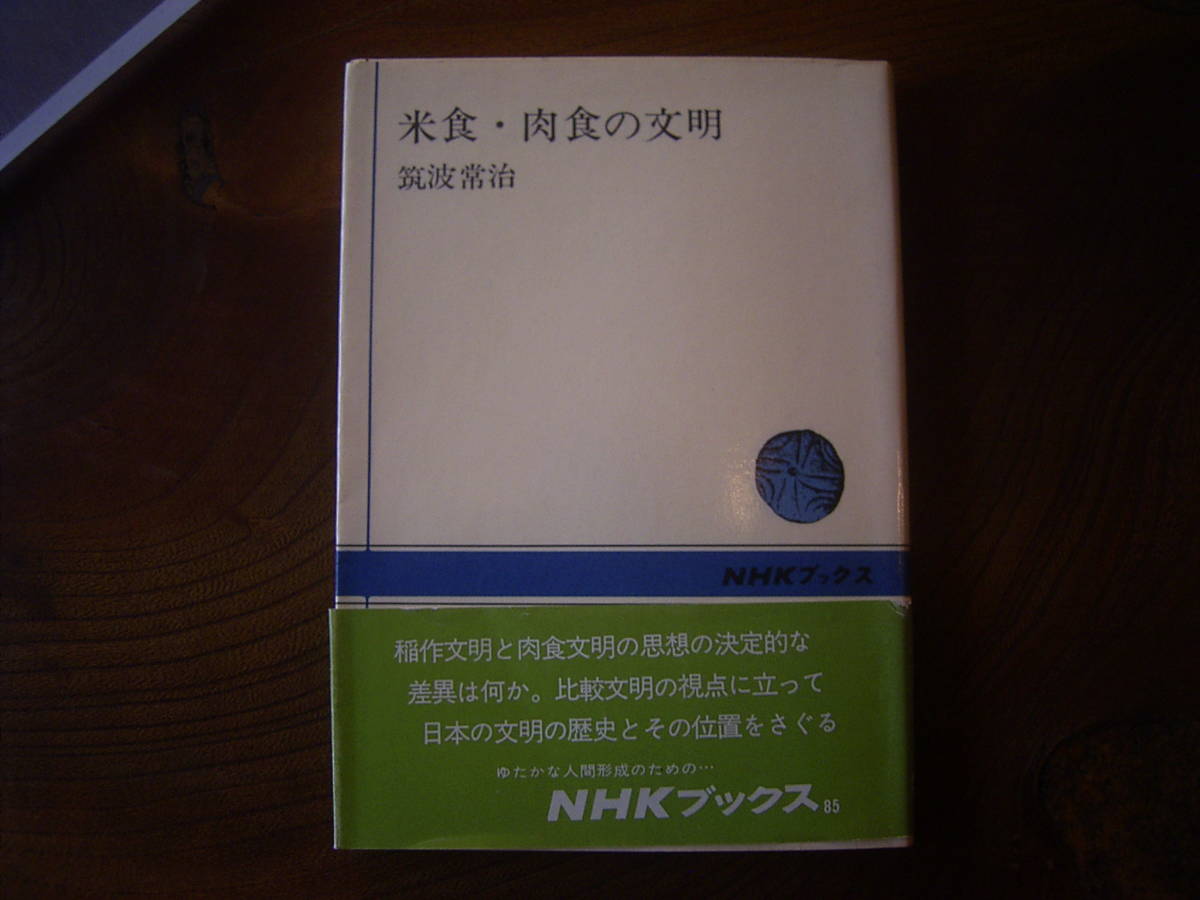 米食・肉食の文明
筑波常治
NHKブックス
稲作文明と肉食文明の思想の決定的な
差異は何か。比較文明の視点に立って
日本の文明の歴史とその位置をさぐる
ゆたかな人間形成のための…
NHKブックス85